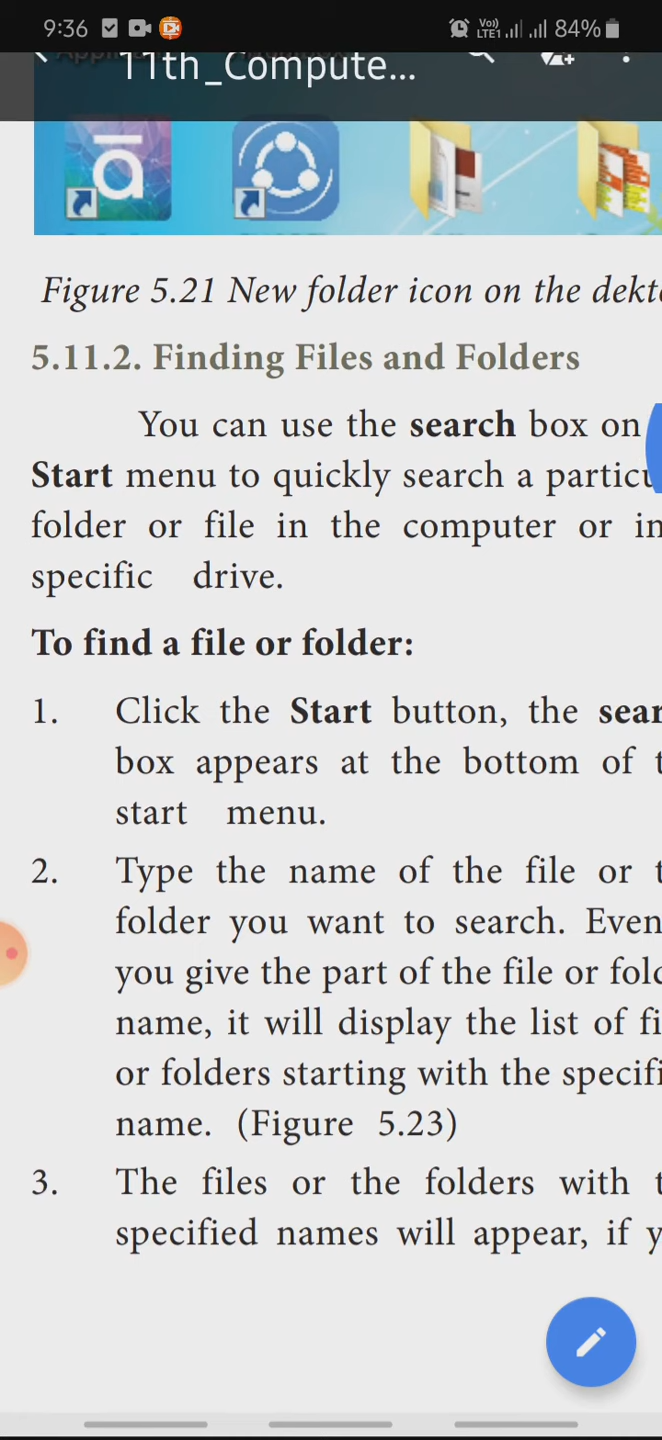 9:36
Vo)) LTE1 84%
11th_Compute...
Figure 5.21 New folder icon on the dekt
5.11.2. Finding Files and Folders
You can use the search box on
Start menu to quickly search a particu
folder or file in the computer or in
specific drive.
To find a file or folder:
1. Click the Start button, the sear
box appears at the bottom of t
start menu.
2. Type the name of the file or t
folder you want to search. Even
you give the part of the file or fold
name, it will display the list of fi
or folders starting with the specifi
name. (Figure 5.23)
3. The files or the folders with t
specified names will appear, if y